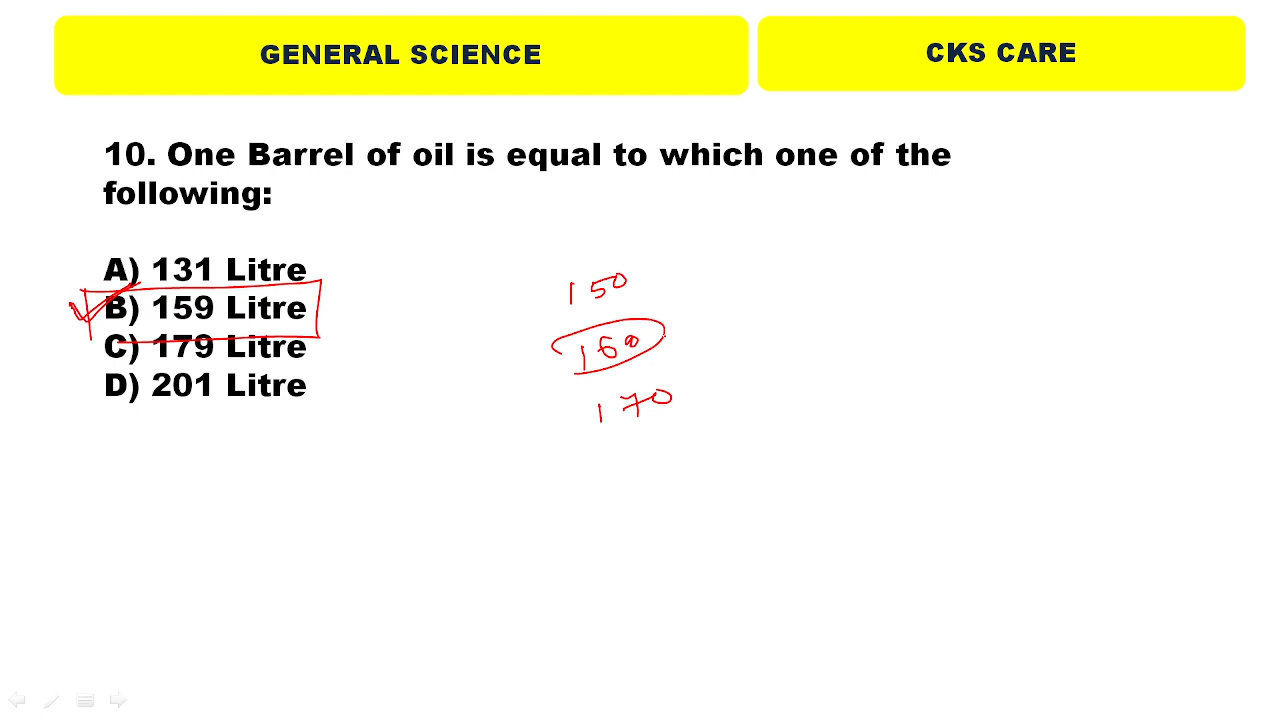 GENERAL SCIENCE
CKS CARE
10. One Barrel of oil is equal to which one of the
following:
A) 131 Litre
B) 159 Litre
C) 179 Litre
D) 201 Litre
150
160
170